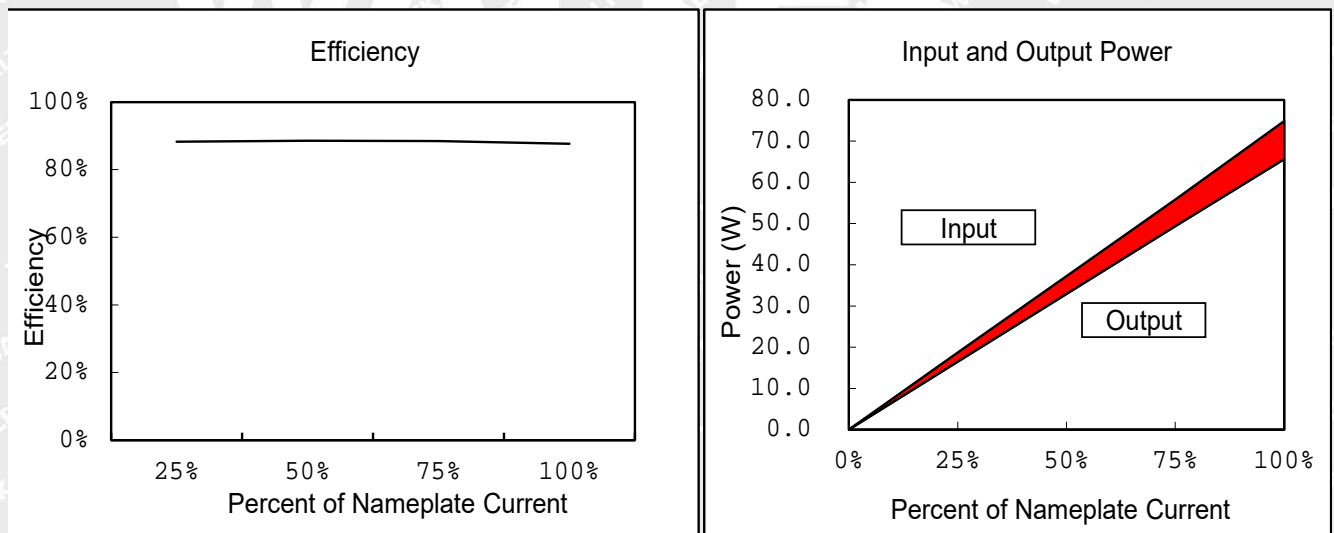 Efficiency
100%
80%
60%
40%
20%
0%
Efficiency
25% 50% 75% 100%
Percent of Nameplate Current
Input and Output Power
80.0
70.0
60.0
50.0
40.0
30.0
20.0
10.0
0.0
Power (W)
Input
Output
0% 25% 50% 75% 100%
Percent of Nameplate Current